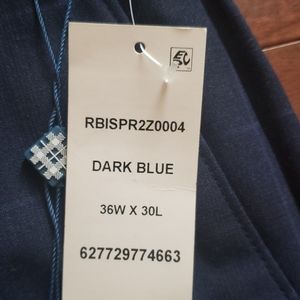 RBISPR2Z0004
DARK BLUE
36W X 30L
627729774663